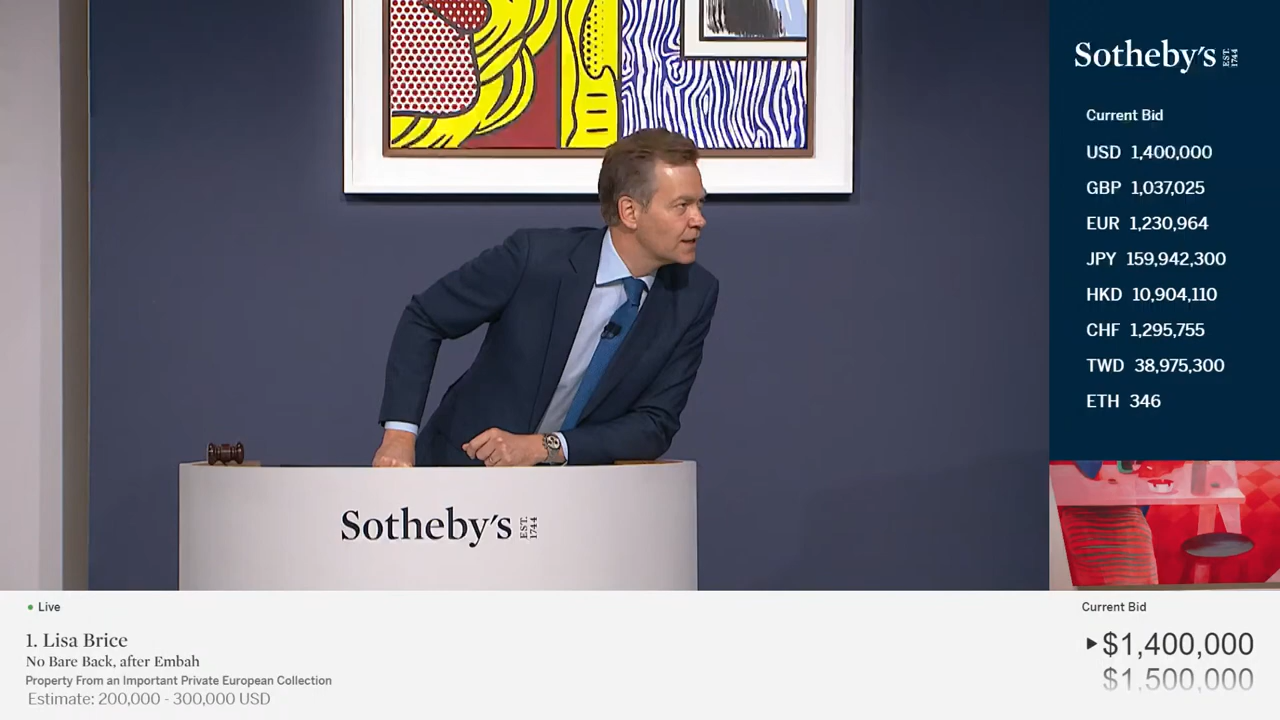 Sotheby's EST. 1744
Current Bid
USD 1,400,000
GBP 1,037,025
EUR 1,230,964
JPY 159,942,300
HKD 10,904,110
CHF 1,295,755
TWD 38,975,300
ETH 346
Sotheby's EST. 1744
Live
1. Lisa Brice
No Bare Back, after Embah
Property From an Important Private European Collection
Estimate: 200,000 - 300,000 USD
Current Bid
$1,400,000
$1,500,000